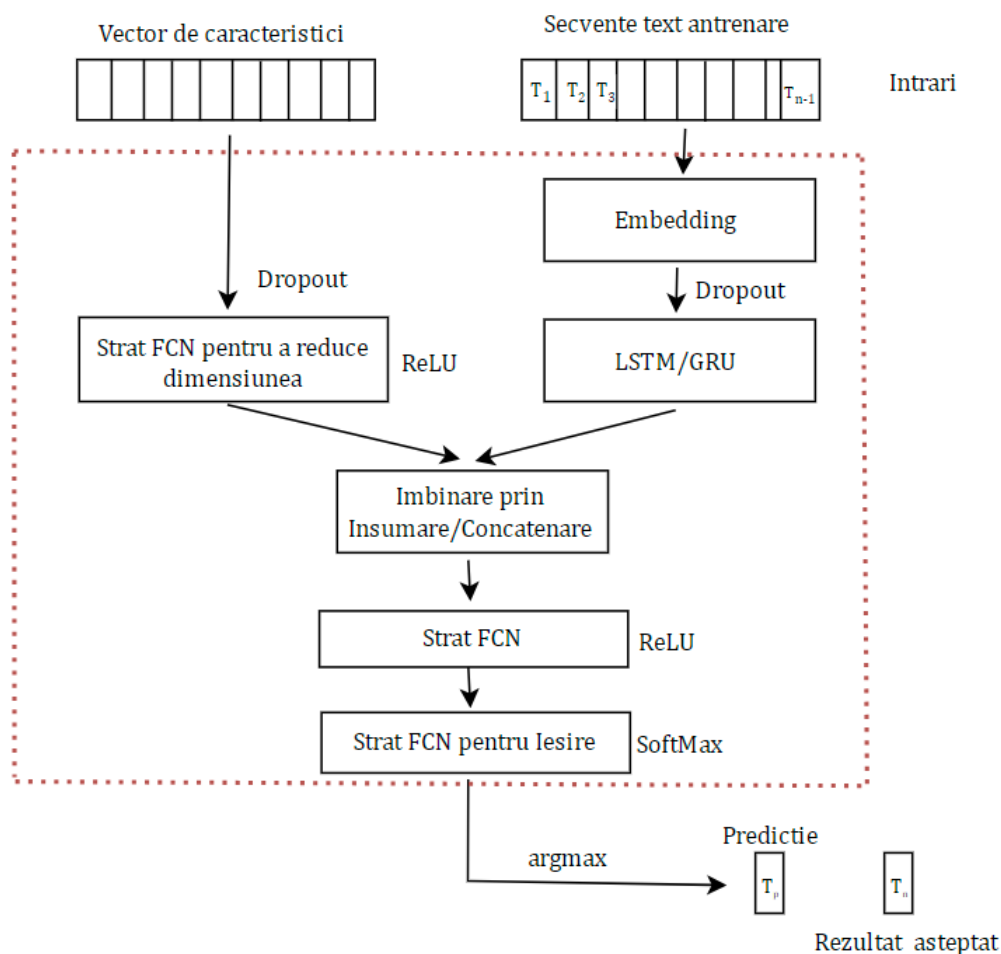 Vector de caracteristici
Secvente text antrenare
T1 T2 T3 Tn-1
Intrari
Embedding
Dropout
Dropout
Strat FCN pentru a reduce
dimensiunea
ReLU
LSTM/GRU
Imbinare prin
Insumare/Concatenare
Strat FCN
ReLU
Strat FCN pentru Iesire
SoftMax
argmax
Predictie
Tp
Tn
Rezultat asteptat